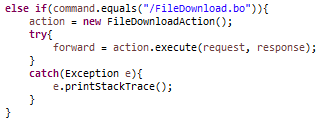 else if(command.equals("/FileDownload.bo")){
    action = new FileDownloadAction();
    try{
        forward = action.execute(request, response);
    }
    catch(Exception e){
        e.printStackTrace();
    }
}